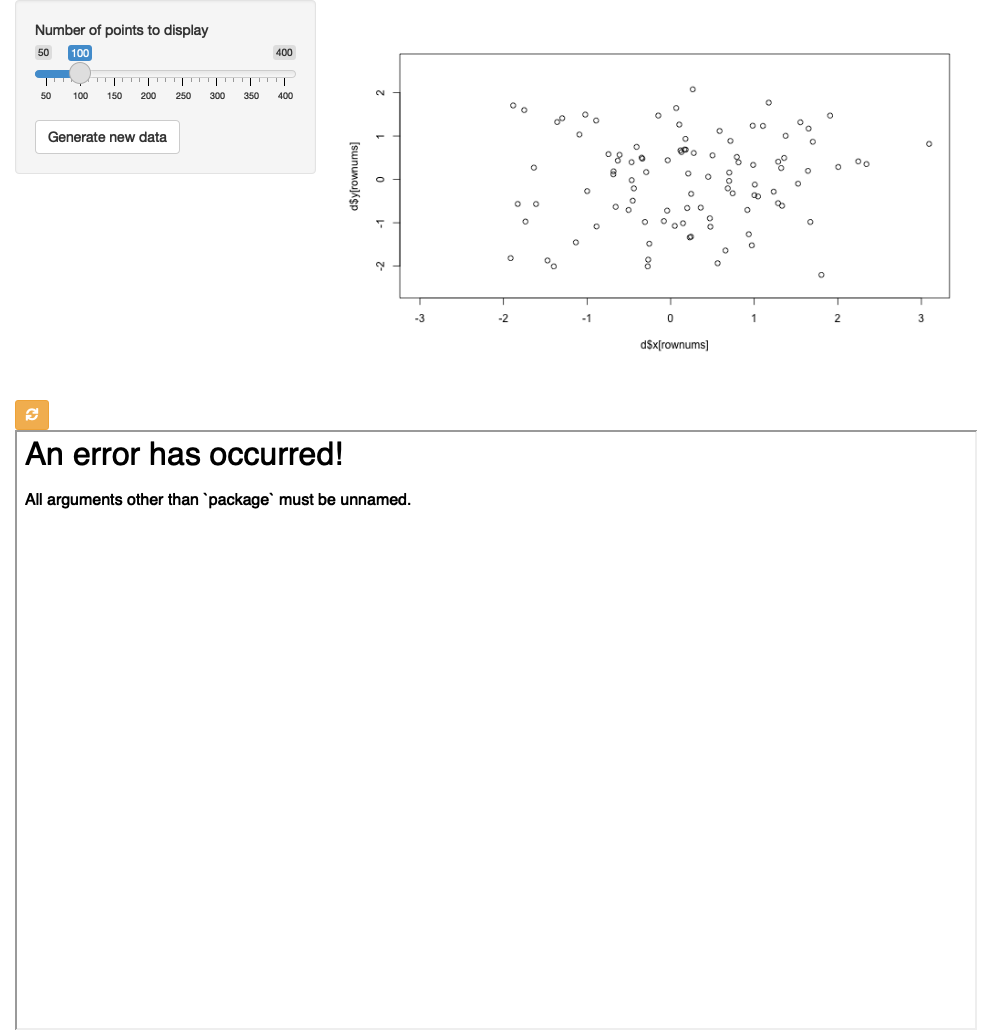 Number of points to display
50 100 400
50 100 150 200 250 300 350 400
Generate new data
d$y[rownums]
2
1
0
-1
-2
-3 -2 -1 0 1 2 3
d$x[rownums]
An error has occurred!
All arguments other than `package` must be unnamed.